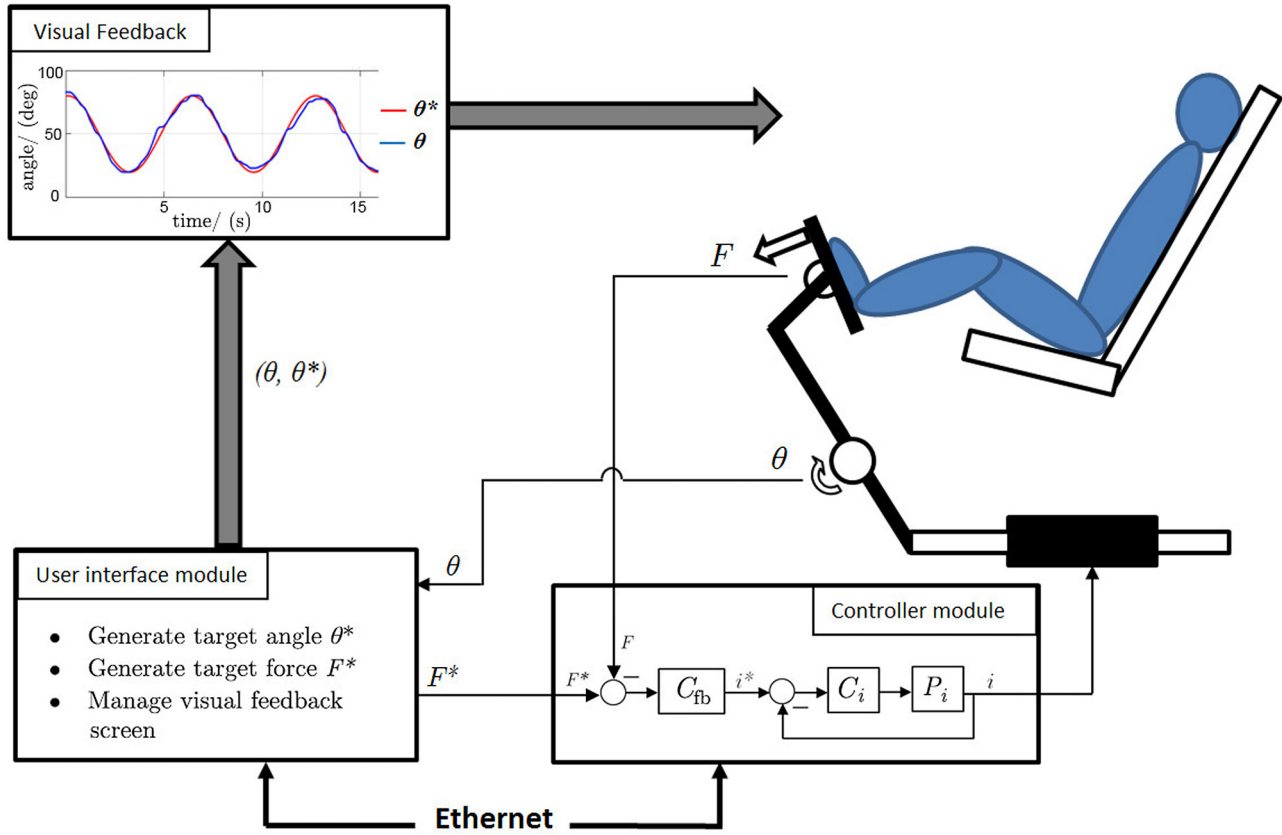 Visual Feedback
100
50
0
angle/ (deg)
5
10
15
time/ (s)
θ*
θ
F
(θ, θ*)
θ
User interface module
• Generate target angle θ*
• Generate target force F*
• Manage visual feedback
screen
θ
F*
Controller module
F
F*
−
C_fb
i*
−
C_i
P_i
i
Ethernet